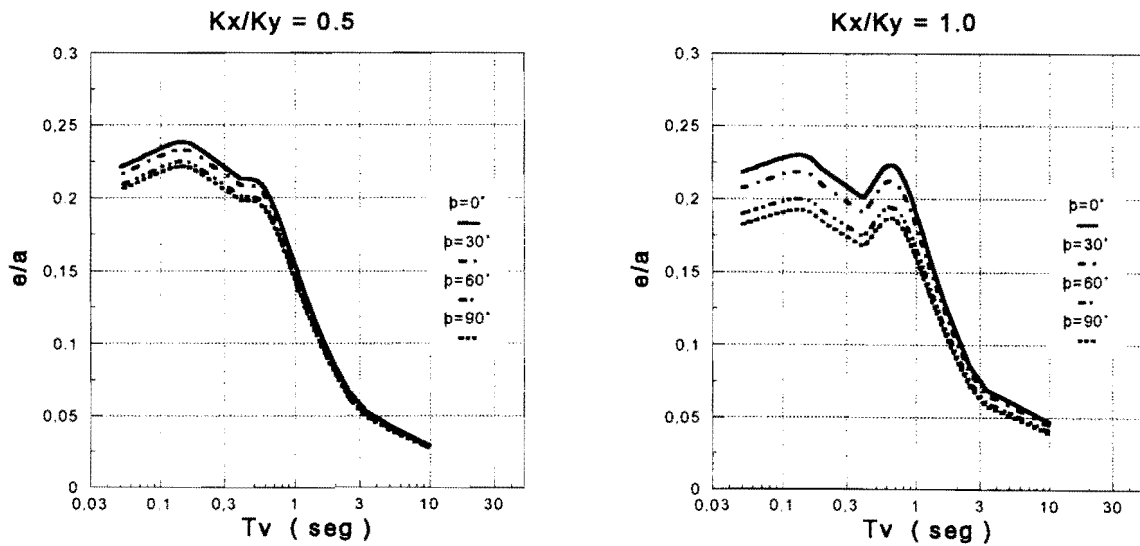 Kx/Ky = 0.5
0,3
0,25
0,2
0,15
0,1
0,05
0
e/a
0,03
0,1
0,3
1
3
10
Tv ( seg )
þ=0°
þ=30°
þ=60°
þ=90°
Kx/Ky = 1.0
0,3
0,25
0,2
0,15
0,1
0,05
0
e/a
0,03
0,1
0,3
1
3
10
Tv ( seg )
þ=0°
þ=30°
þ=60°
þ=90°